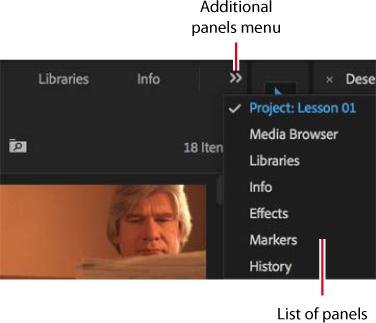 Additional
panels menu
Libraries Info
× Dese
Project: Lesson 01
Media Browser
18 Iten
Libraries
Info
Effects
Markers
History
List of panels